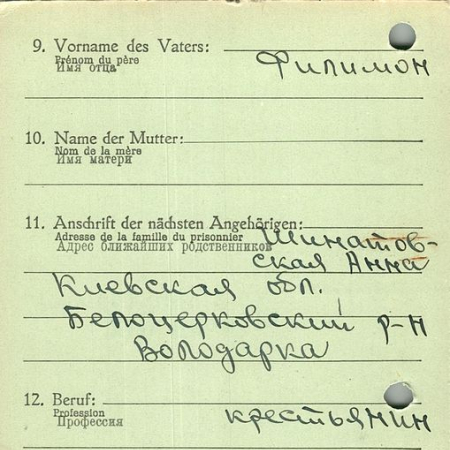 9. Vorname des Vaters:
Prénom du père
Имя отца
Филимон
10. Name der Mutter:
Nom de la mère
Имя матери
11. Anschrift der nächsten Angehörigen:
Adresse de la famille du prisonnier
Адрес ближайших родственников
Шинатов-
ская Анна
Киевская обл.
Белоцерковский р-н
Володарка
12. Beruf:
Profession
Профессия
крестьянин